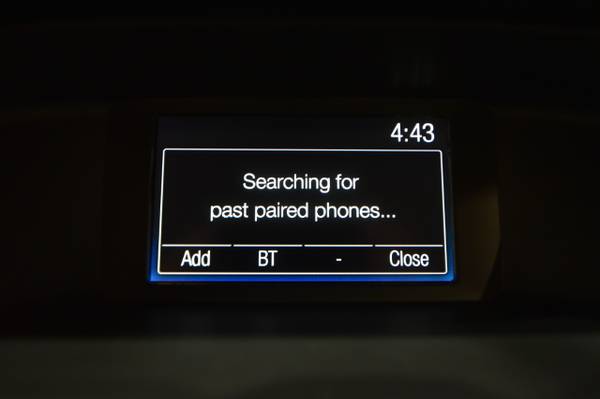 4:43
Searching for
past paired phones...
Add BT - Close